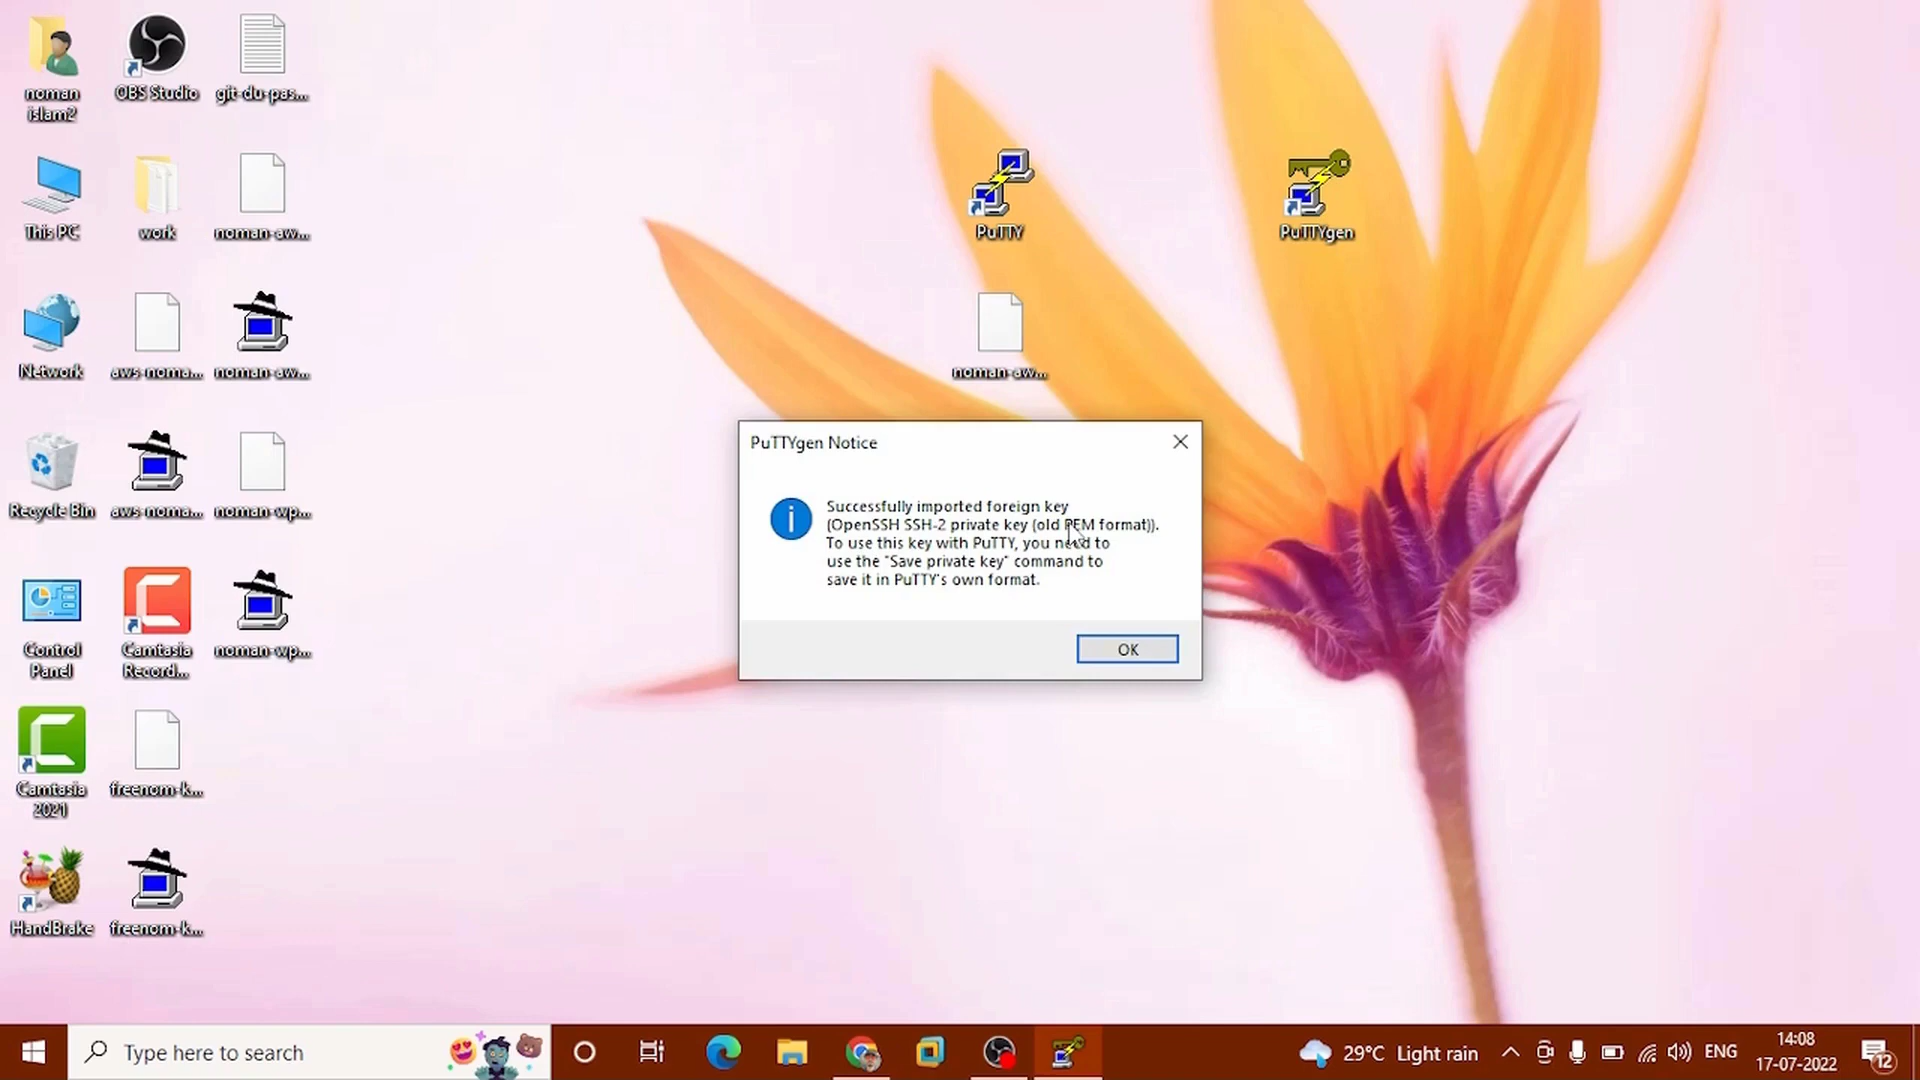 noman
islam2
OBS Studio
git-du-pas...
This PC
work
noman-aw...
Network
aws-noma...
noman-aw...
Recycle Bin
aws-noma...
noman-wp...
Control
Panel
Camtasia
Record...
noman-wp...
Camtasia
2021
freenom-k...
HandBrake
freenom-k...
PuTTY
PuTTYgen
noman-aw...
PuTTYgen Notice
Successfully imported foreign key
(OpenSSH SSH-2 private key (old PEM format)).
To use this key with PuTTY, you need to
use the "Save private key" command to
save it in PuTTY's own format.
OK
Type here to search
29°C Light rain
ENG
14:08
17-07-2022
12